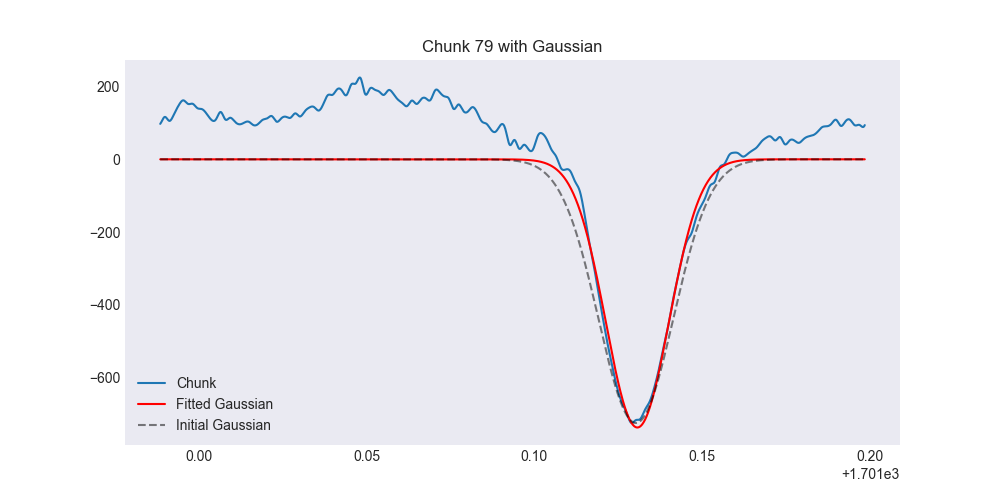 Chunk 79 with Gaussian
200
0
−200
−400
−600
Chunk
Fitted Gaussian
Initial Gaussian
0.00 0.05 0.10 0.15 0.20
+1.701e3